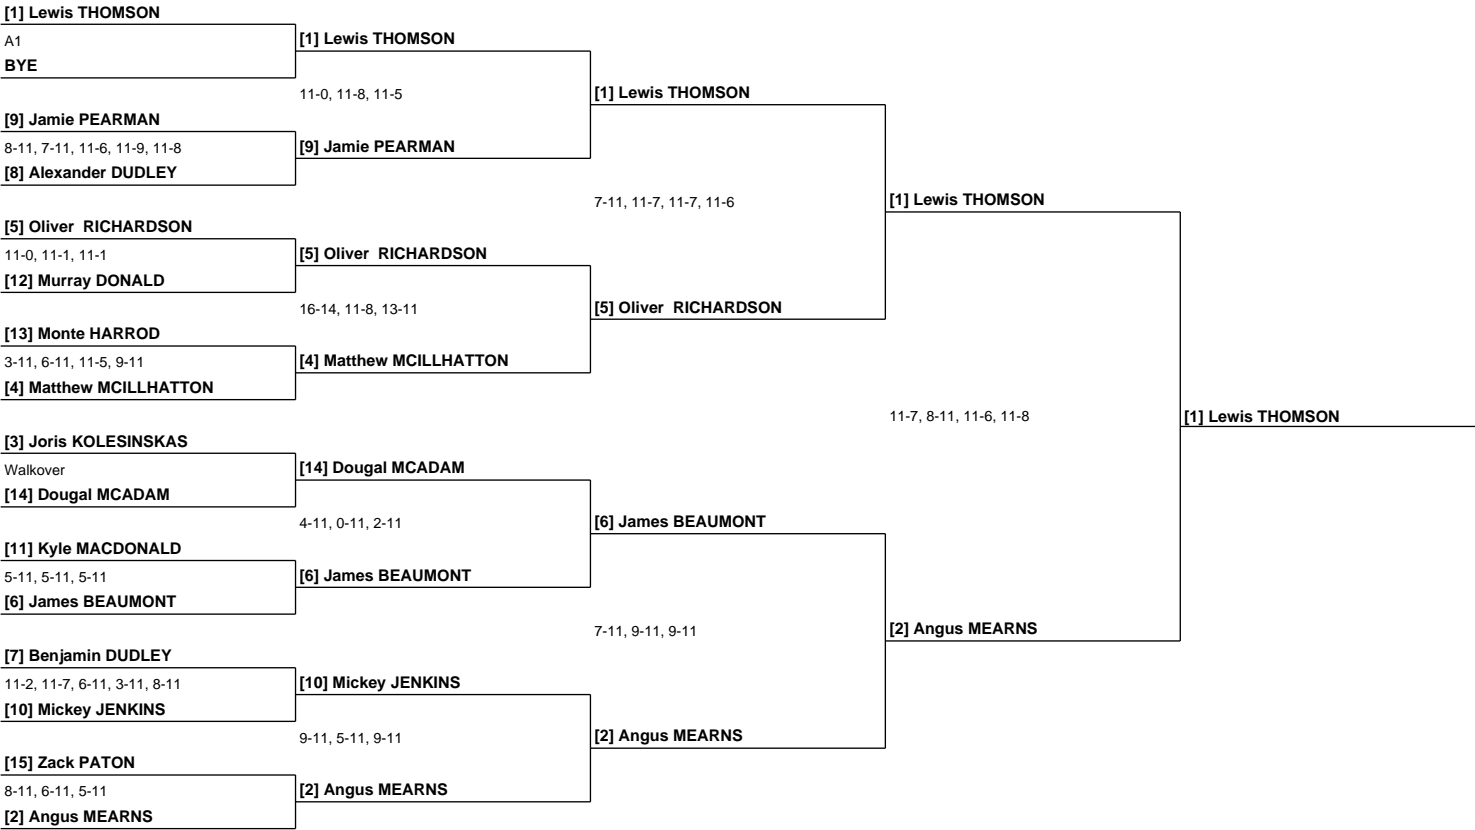 [1] Lewis THOMSON
A1
BYE
[9] Jamie PEARMAN
8-11, 7-11, 11-6, 11-9, 11-8
[8] Alexander DUDLEY
[5] Oliver  RICHARDSON
11-0, 11-1, 11-1
[12] Murray DONALD
[13] Monte HARROD
3-11, 6-11, 11-5, 9-11
[4] Matthew MCILLHATTON
[3] Joris KOLESINSKAS
Walkover
[14] Dougal MCADAM
[11] Kyle MACDONALD
5-11, 5-11, 5-11
[6] James BEAUMONT
[7] Benjamin DUDLEY
11-2, 11-7, 6-11, 3-11, 8-11
[10] Mickey JENKINS
[15] Zack PATON
8-11, 6-11, 5-11
[2] Angus MEARNS
[1] Lewis THOMSON
11-0, 11-8, 11-5
[9] Jamie PEARMAN
[5] Oliver  RICHARDSON
16-14, 11-8, 13-11
[4] Matthew MCILLHATTON
[14] Dougal MCADAM
4-11, 0-11, 2-11
[6] James BEAUMONT
[10] Mickey JENKINS
9-11, 5-11, 9-11
[2] Angus MEARNS
[1] Lewis THOMSON
7-11, 11-7, 11-7, 11-6
[5] Oliver  RICHARDSON
[6] James BEAUMONT
7-11, 9-11, 9-11
[2] Angus MEARNS
[1] Lewis THOMSON
11-7, 8-11, 11-6, 11-8
[2] Angus MEARNS
[1] Lewis THOMSON